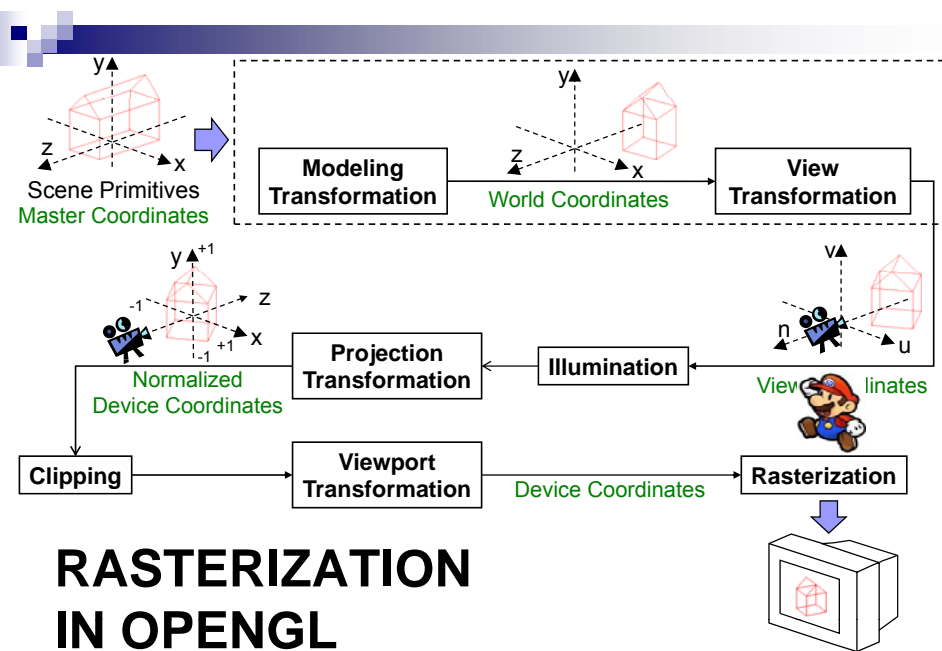 y
z
x
Scene Primitives
Master Coordinates
Modeling
Transformation
y
z
x
World Coordinates
View
Transformation
y
+1
-1
z
x
-1
+1
Normalized
Device Coordinates
Projection
Transformation
Illumination
v
n
u
Clipping
Viewport
Transformation
Device Coordinates
Rasterization
RASTERIZATION
IN OPENGL